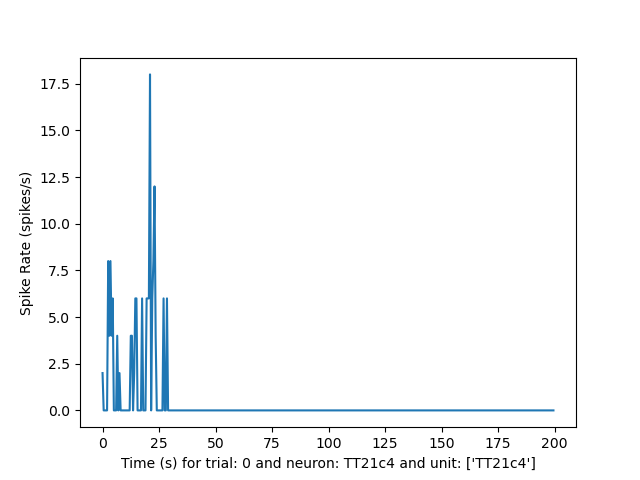 17.5
15.0
12.5
10.0
7.5
5.0
2.5
0.0
Spike Rate (spikes/s)
0 25 50 75 100 125 150 175 200
Time (s) for trial: 0 and neuron: TT21c4 and unit: ['TT21c4']